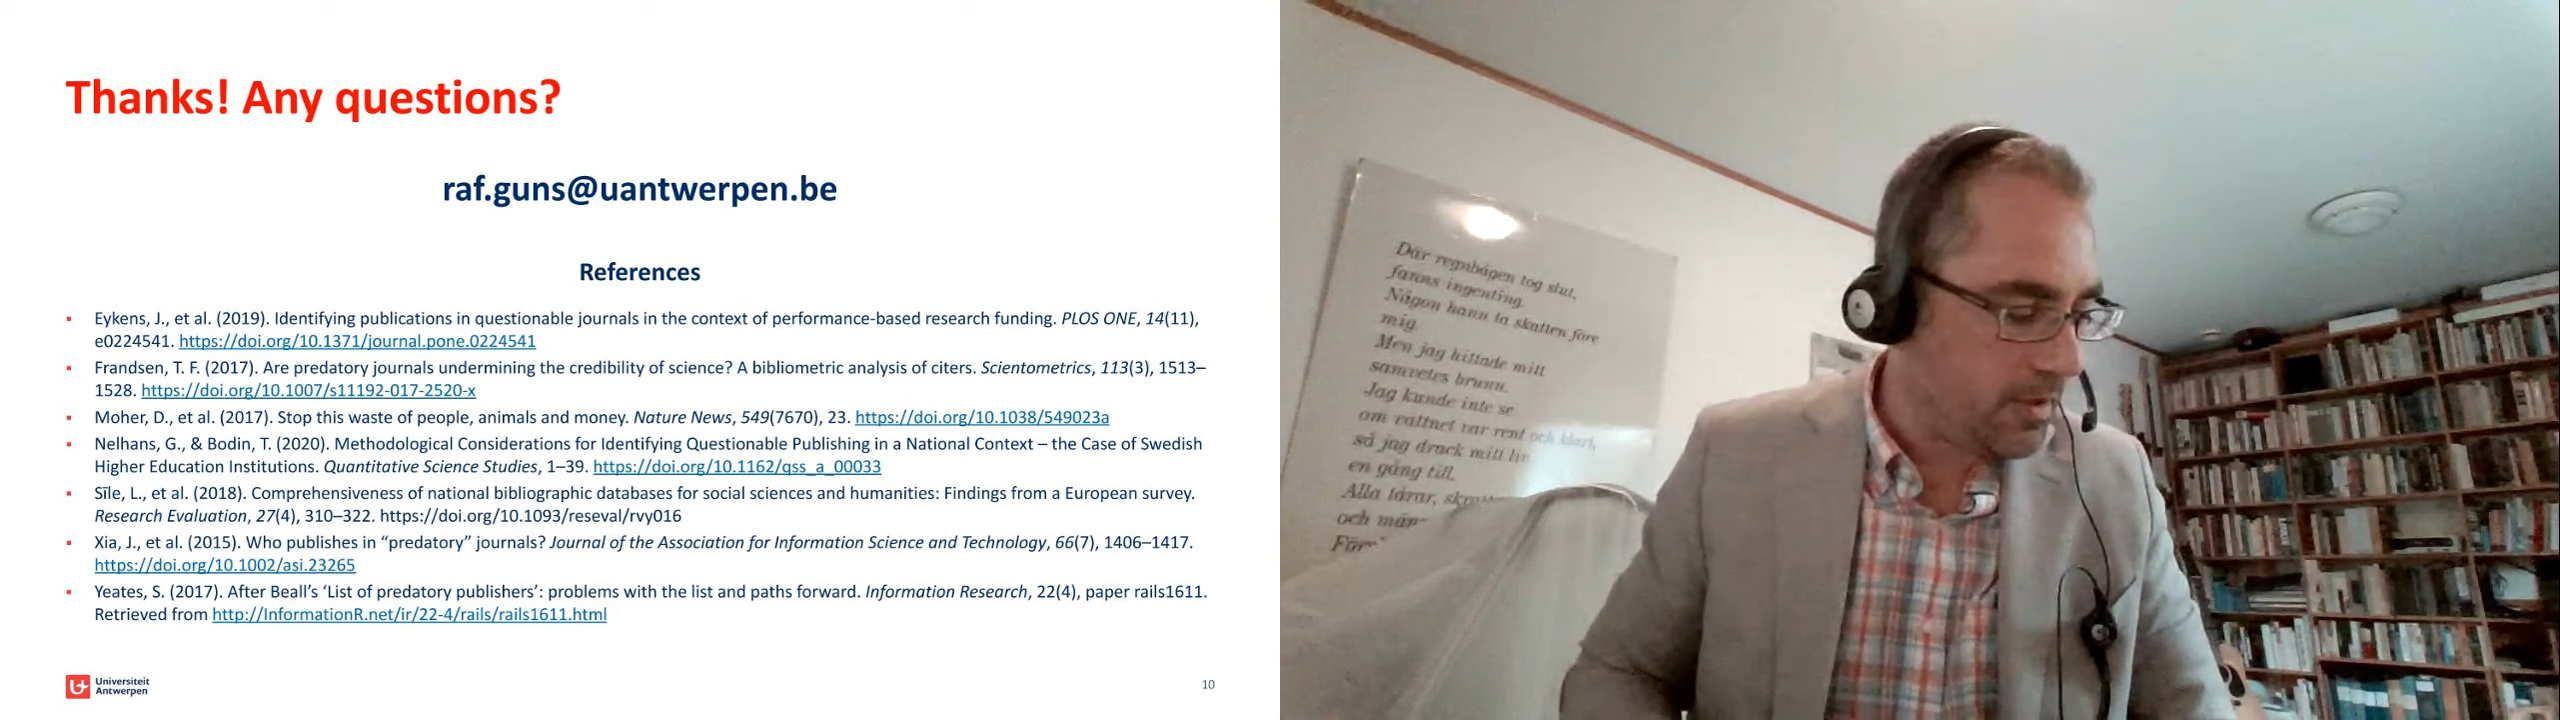 Thanks! Any questions?
raf.guns@uantwerpen.be
References
▪ Eykens, J., et al. (2019). Identifying publications in questionable journals in the context of performance-based research funding. PLOS ONE, 14(11),
e0224541. https://doi.org/10.1371/journal.pone.0224541
▪ Frandsen, T. F. (2017). Are predatory journals undermining the credibility of science? A bibliometric analysis of citers. Scientometrics, 113(3), 1513–
1528. https://doi.org/10.1007/s11192-017-2520-x
▪ Moher, D., et al. (2017). Stop this waste of people, animals and money. Nature News, 549(7670), 23. https://doi.org/10.1038/549023a
▪ Nelhans, G., & Bodin, T. (2020). Methodological Considerations for Identifying Questionable Publishing in a National Context – the Case of Swedish
Higher Education Institutions. Quantitative Science Studies, 1–39. https://doi.org/10.1162/qss_a_00033
▪ Sīle, L., et al. (2018). Comprehensiveness of national bibliographic databases for social sciences and humanities: Findings from a European survey.
Research Evaluation, 27(4), 310–322. https://doi.org/10.1093/reseval/rvy016
▪ Xia, J., et al. (2015). Who publishes in “predatory” journals? Journal of the Association for Information Science and Technology, 66(7), 1406–1417.
https://doi.org/10.1002/asi.23265
▪ Yeates, S. (2017). After Beall’s ‘List of predatory publishers’: problems with the list and paths forward. Information Research, 22(4), paper rails1611.
Retrieved from http://InformationR.net/ir/22-4/rails/rails1611.html
Universiteit
Antwerpen
10
Där regnbågen tog slut,
fanns ingenting.
Någon hann ta skatten före
mig.
Men jag hittade mitt
samvetes brunn.
Jag kunde inte se
om vattnet var rent och klart,
så jag drack mitt liv
en gång till.
Alla tårar,
och